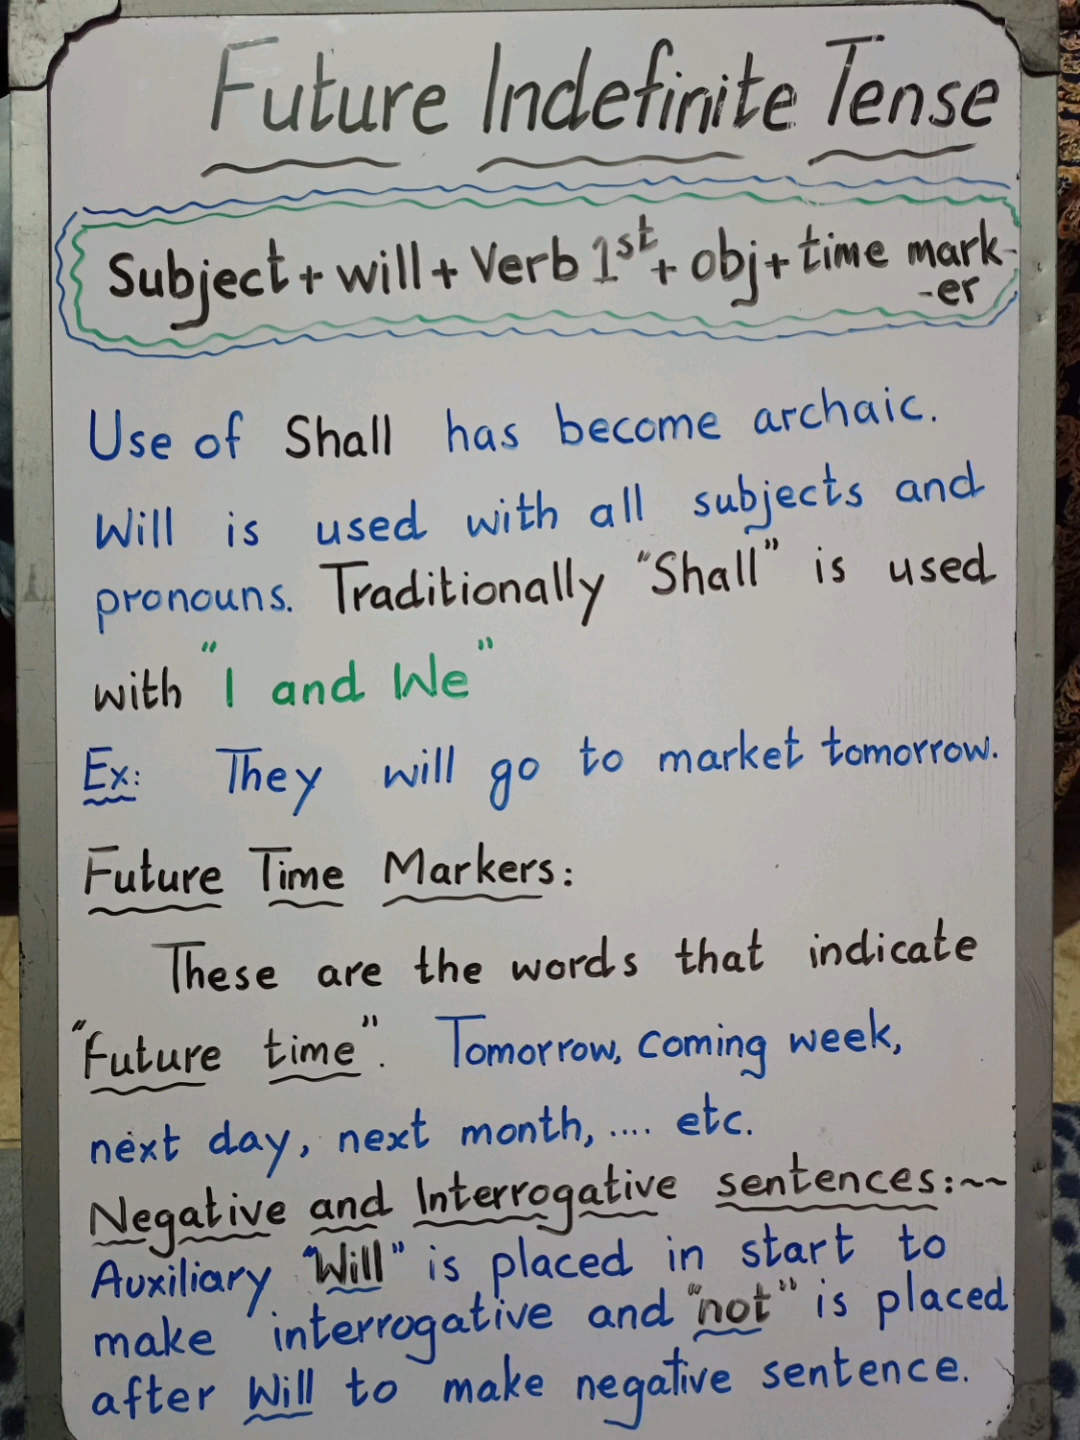 Future Indefinite Tense
Subject + will + Verb 1st + obj + time mark-
-er
Use of Shall has become archaic.
Will is used with all subjects and
pronouns. Traditionally "Shall" is used
with "I and We"
Ex: They will go to market tomorrow.
Future Time Markers:
These are the words that indicate
"Future time". Tomorrow, coming week,
next day, next month, .... etc.
Negative and Interrogative sentences:~~
Auxiliary "Will" is placed in start to
make interrogative and "not" is placed
after Will to make negative sentence.